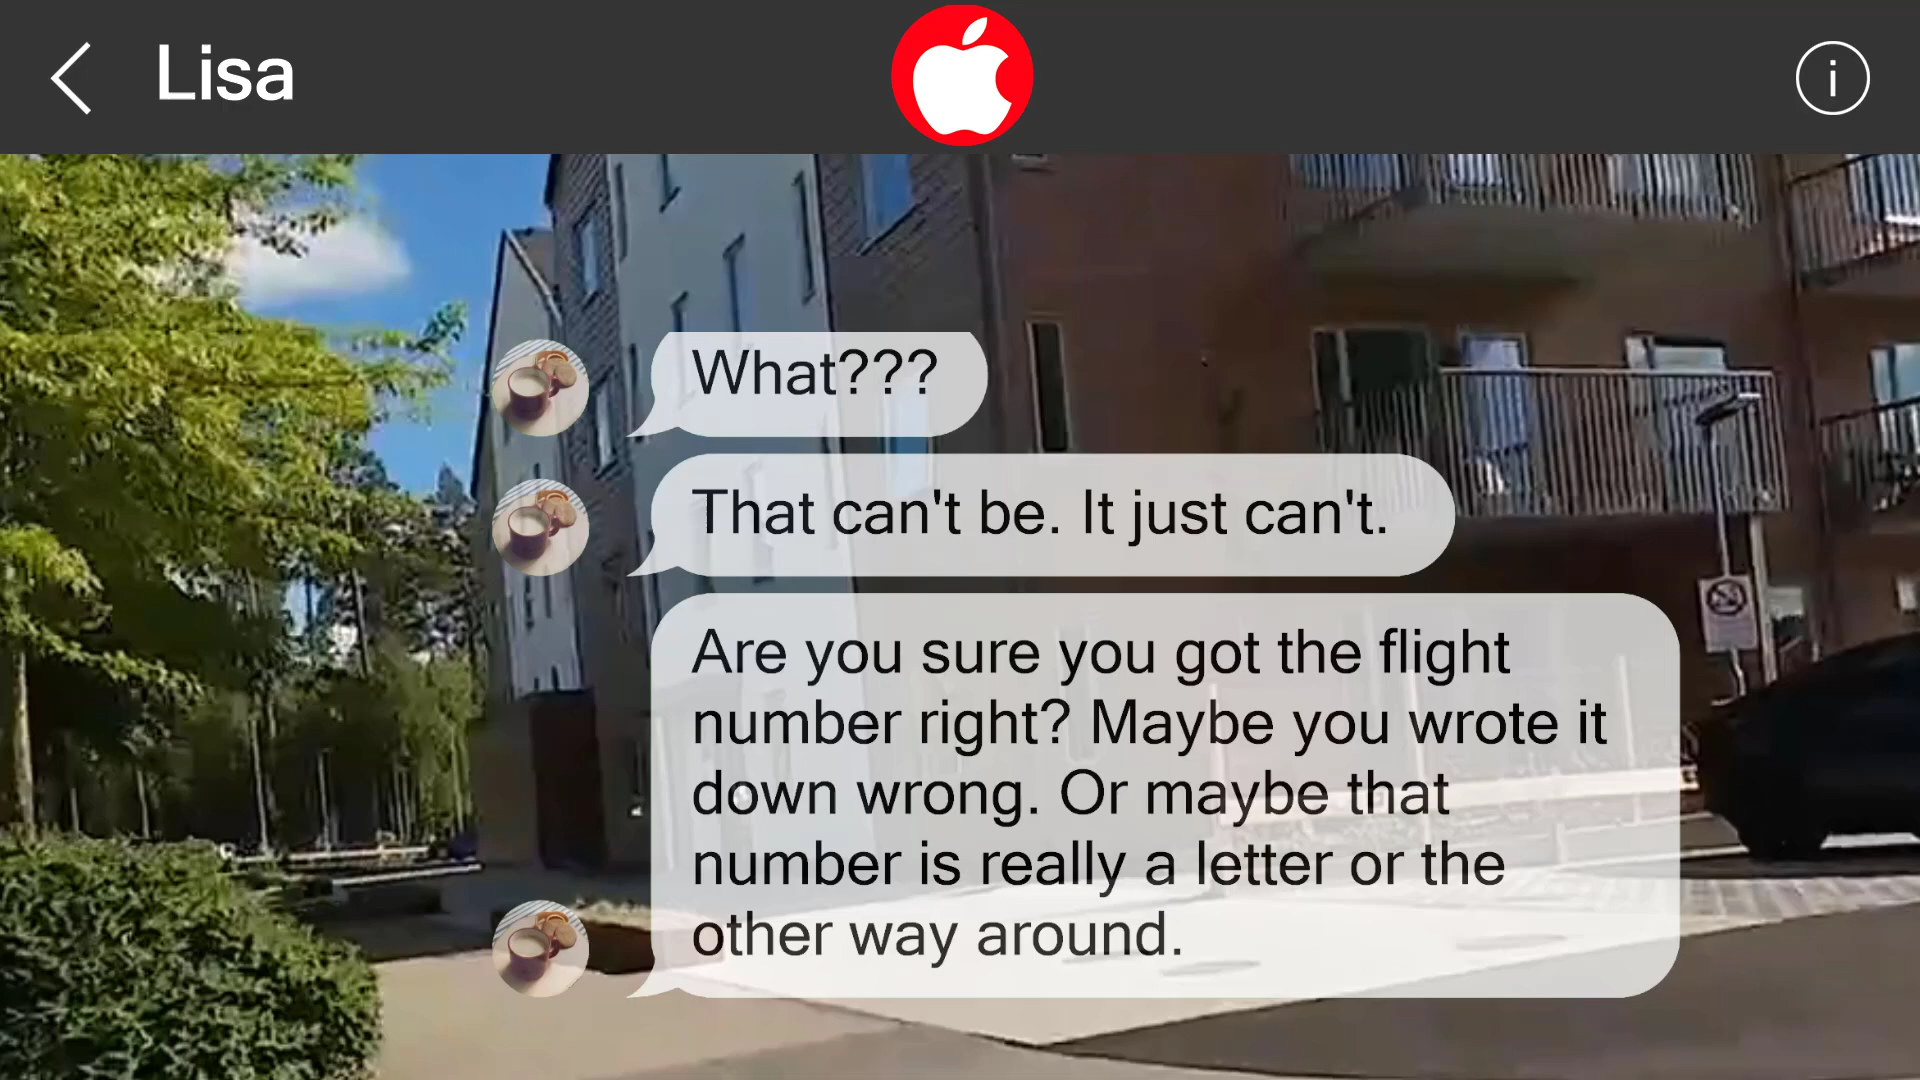 Lisa
What???
That can't be. It just can't.
Are you sure you got the flight
number right? Maybe you wrote it
down wrong. Or maybe that
number is really a letter or the
other way around.